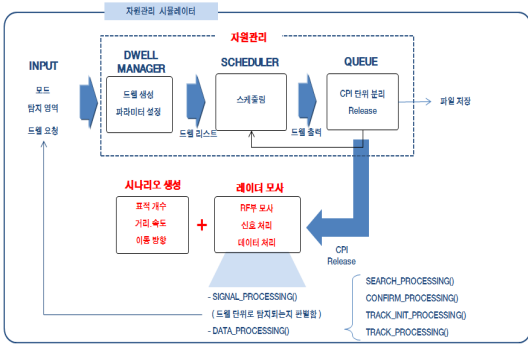 자원관리 시뮬레이터
자원관리
INPUT
모드
탐지 영역
드웰 요청
DWELL
MANAGER
드웰 생성
파라미터 설정
드웰 리스트
SCHEDULER
스케줄링
드웰 출력
QUEUE
CPI 단위 분리
Release
파일 저장
시나리오 생성
표적 개수
거리,속도
이동 방향
+
레이더 모사
RF부 모사
신호 처리
데이터 처리
CPI
Release
- SIGNAL_PROCESSING()
( 드웰 단위로 탐지되는지 판별함 )
- DATA_PROCESSING()
SEARCH_PROCESSING()
CONFIRM_PROCESSING()
TRACK_INIT_PROCESSING()
TRACK_PROCESSING()